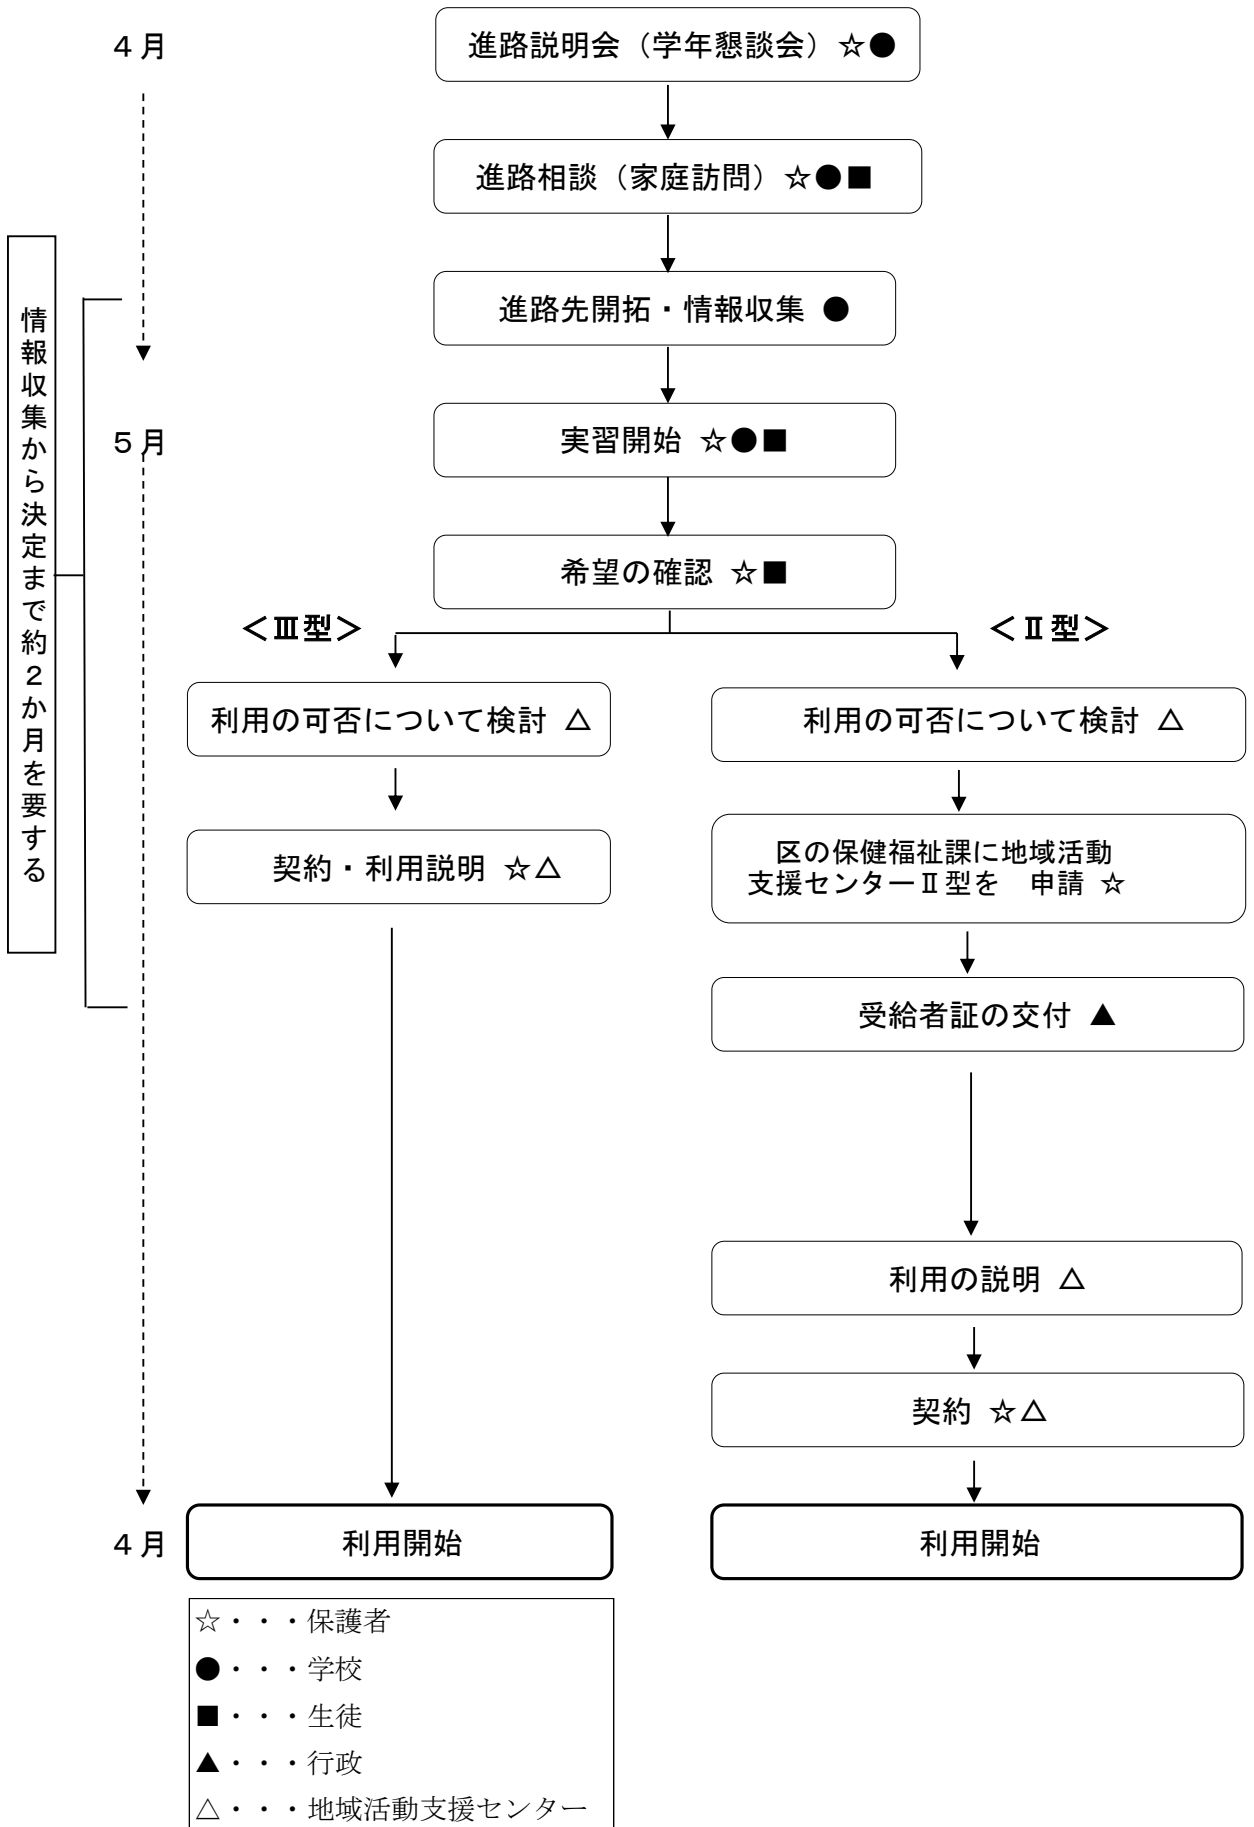 ４月
進路説明会（学年懇談会）☆●
進路相談（家庭訪問）☆●■
進路先開拓・情報収集 ●
情報収集から決定まで約２か月を要する
５月
実習開始 ☆●■
希望の確認 ☆■
＜Ⅲ型＞
＜Ⅱ型＞
利用の可否について検討 △
利用の可否について検討 △
契約・利用説明 ☆△
区の保健福祉課に地域活動
支援センターⅡ型を　申請 ☆
受給者証の交付 ▲
利用の説明 △
契約 ☆△
４月
利用開始
利用開始
☆・・・保護者
●・・・学校
■・・・生徒
▲・・・行政
△・・・地域活動支援センター